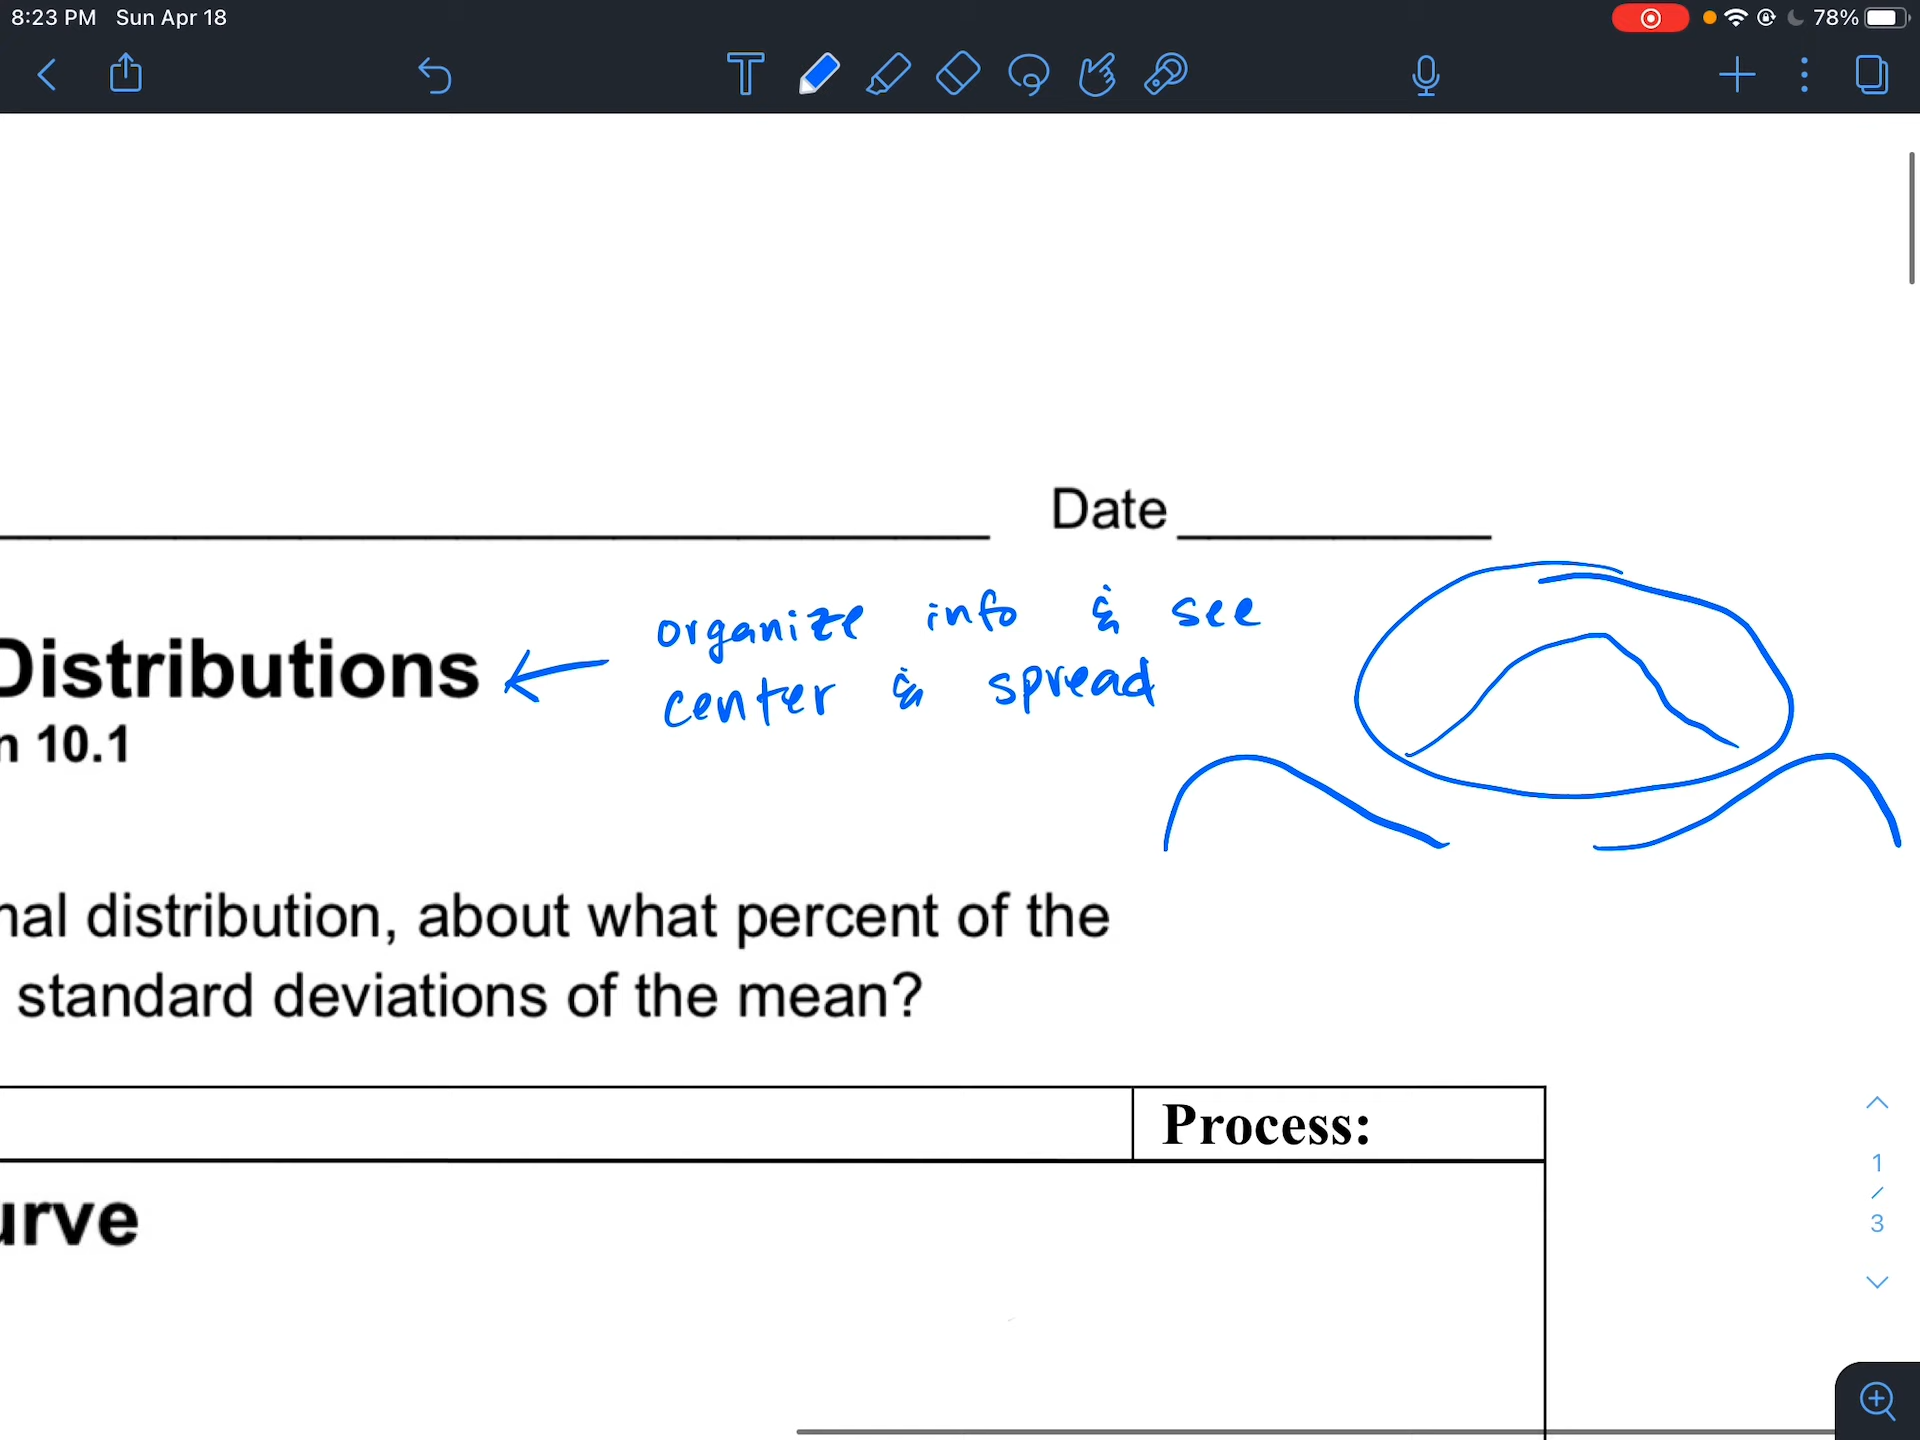 8:23 PM Sun Apr 18 78%
Date
organize info & see
Distributions
center & spread
n 10.1
nal distribution, about what percent of the
standard deviations of the mean?
Process:
urve
1
/
3